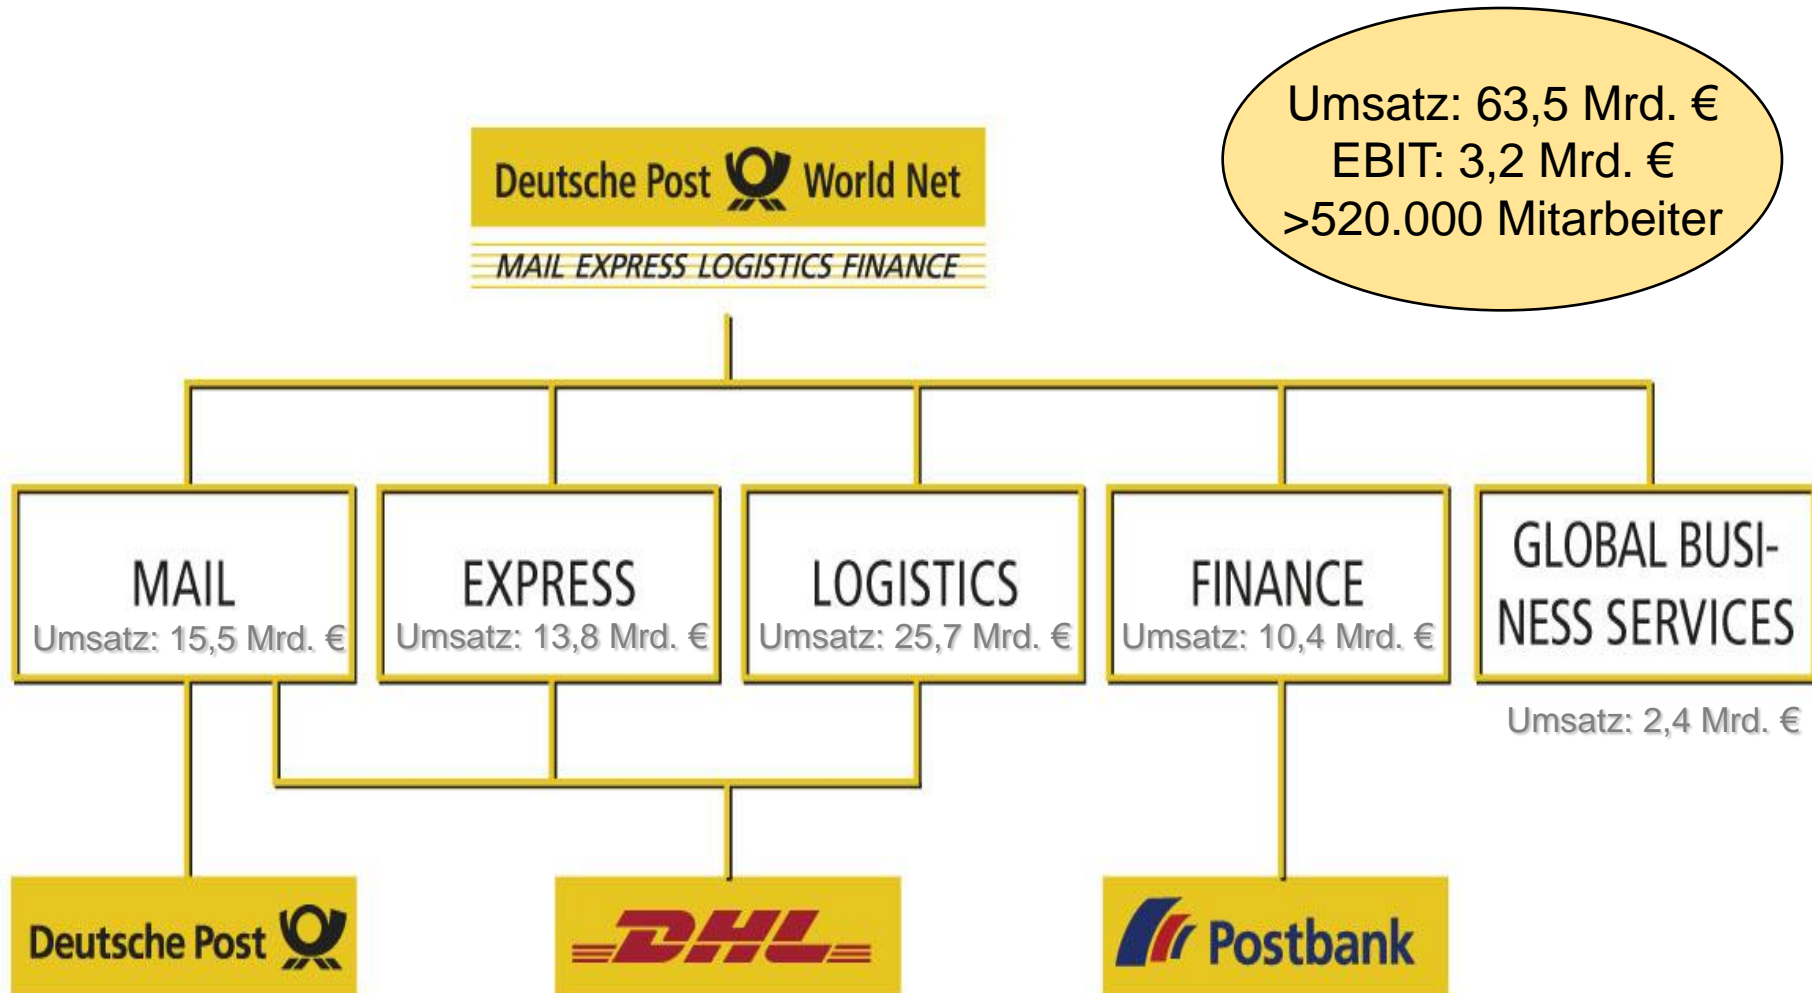 Umsatz: 63,5 Mrd. €
EBIT: 3,2 Mrd. €
>520.000 Mitarbeiter
Deutsche Post World Net
MAIL EXPRESS LOGISTICS FINANCE
MAIL
Umsatz: 15,5 Mrd. €
EXPRESS
Umsatz: 13,8 Mrd. €
LOGISTICS
Umsatz: 25,7 Mrd. €
FINANCE
Umsatz: 10,4 Mrd. €
GLOBAL BUSI-
NESS SERVICES
Umsatz: 2,4 Mrd. €
Deutsche Post
DHL
Postbank